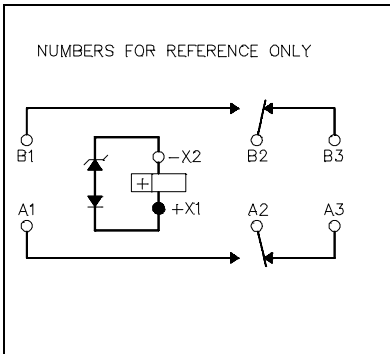 NUMBERS FOR REFERENCE ONLY
B1 -X2 B2 B3
+
A1 +X1 A2 A3